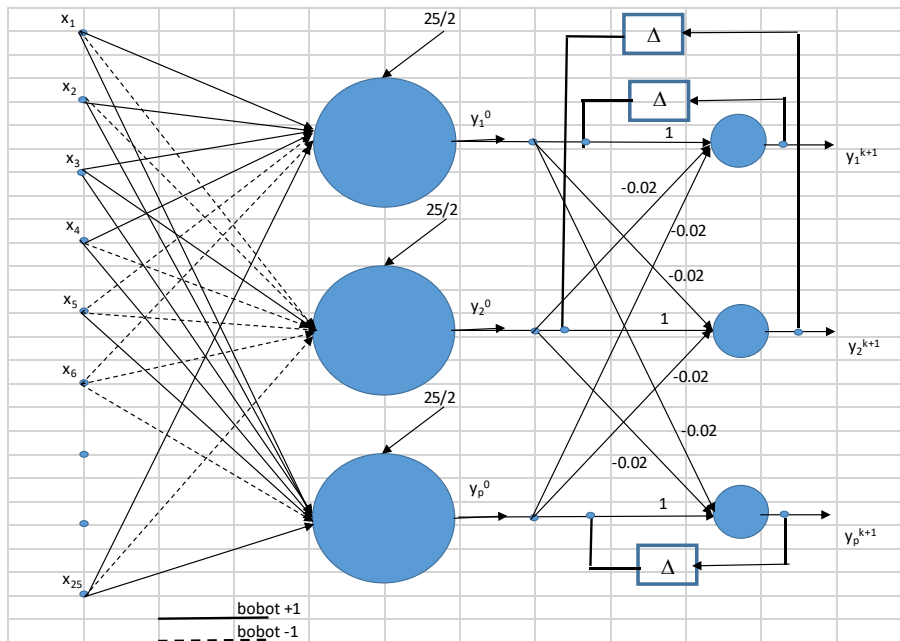 x1
x2
x3
x4
x5
x6
x25
25/2
25/2
25/2
y1^0
y2^0
yp^0
Δ
Δ
1
-0.02
-0.02
-0.02
1
-0.02
-0.02
-0.02
1
Δ
y1^k+1
y2^k+1
yp^k+1
bobot +1
bobot -1